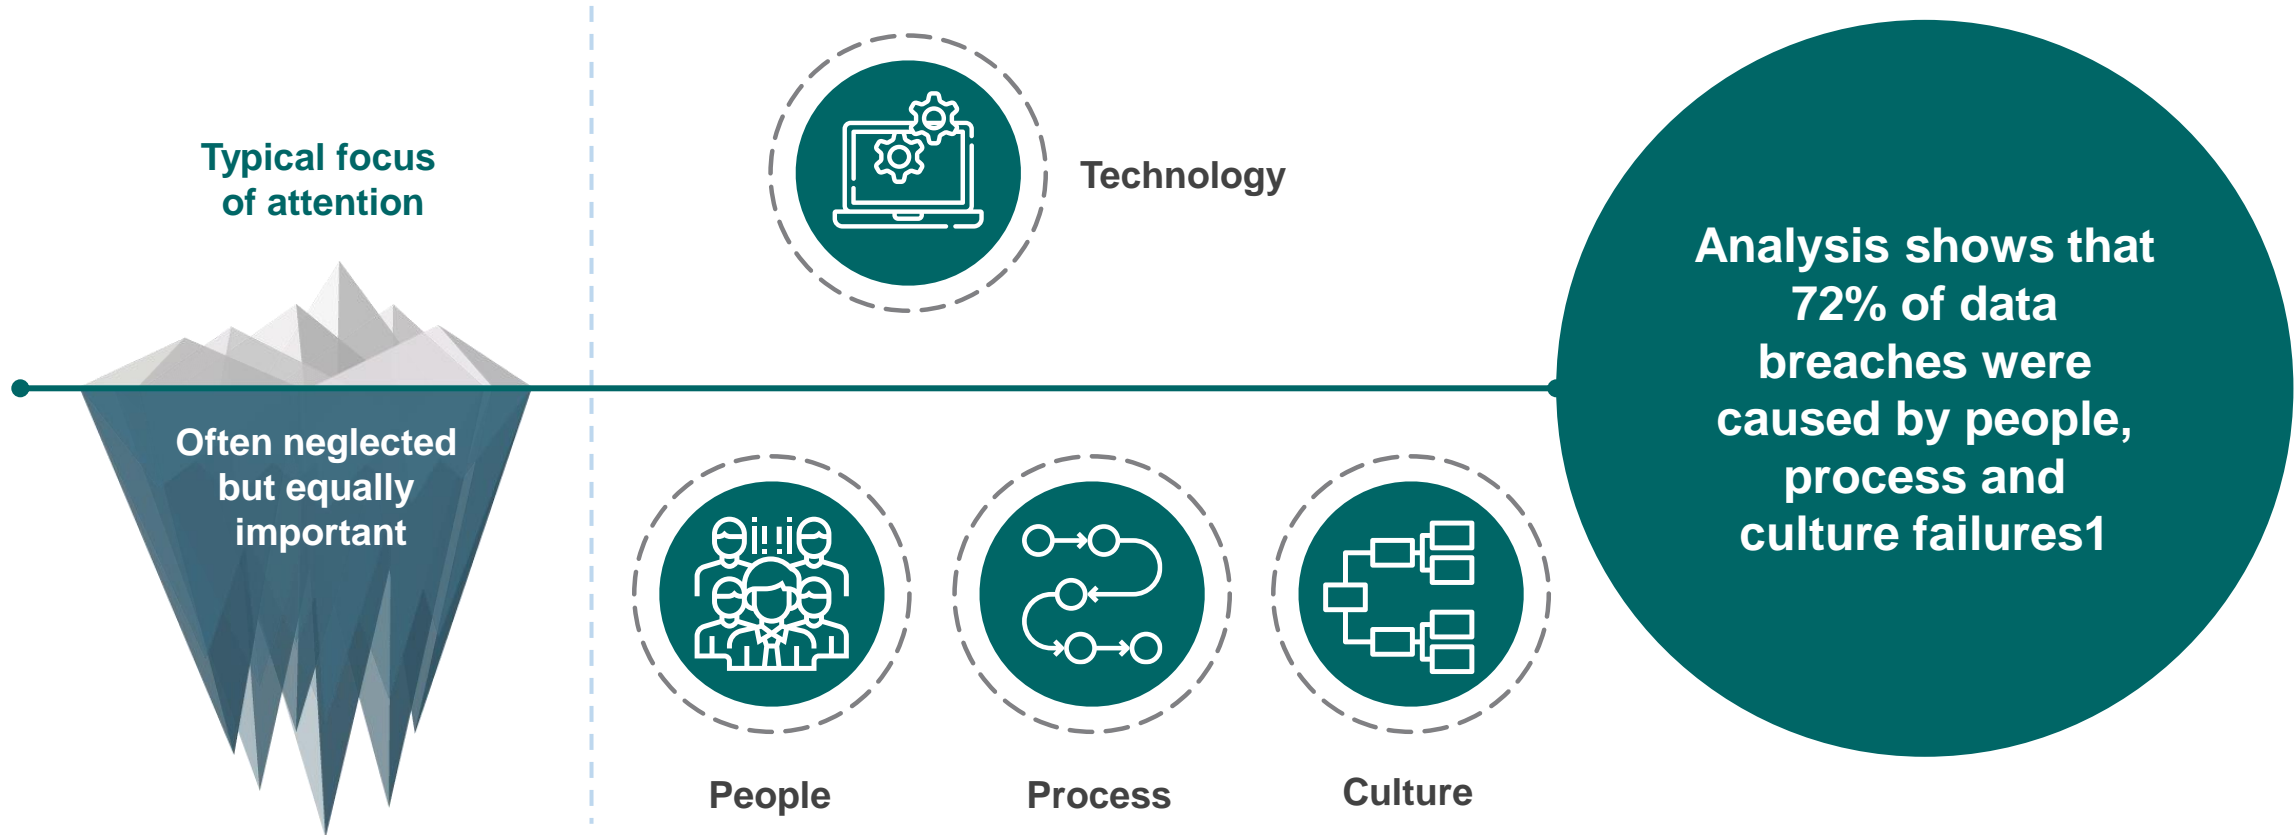 Typical focus
of attention
Technology
Often neglected
but equally
important
People
Process
Culture
Analysis shows that
72% of data
breaches were
caused by people,
process and
culture failures1